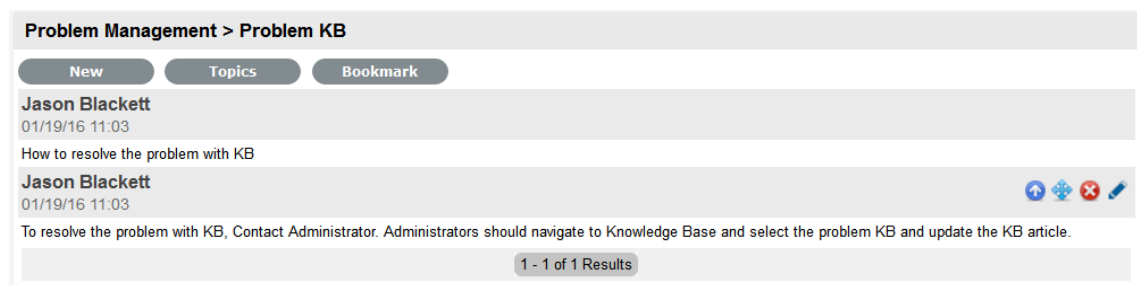 Problem Management > Problem KB
New Topics Bookmark
Jason Blackett
01/19/16 11:03
How to resolve the problem with KB
Jason Blackett
01/19/16 11:03
To resolve the problem with KB, Contact Administrator. Administrators should navigate to Knowledge Base and select the problem KB and update the KB article.
1 - 1 of 1 Results